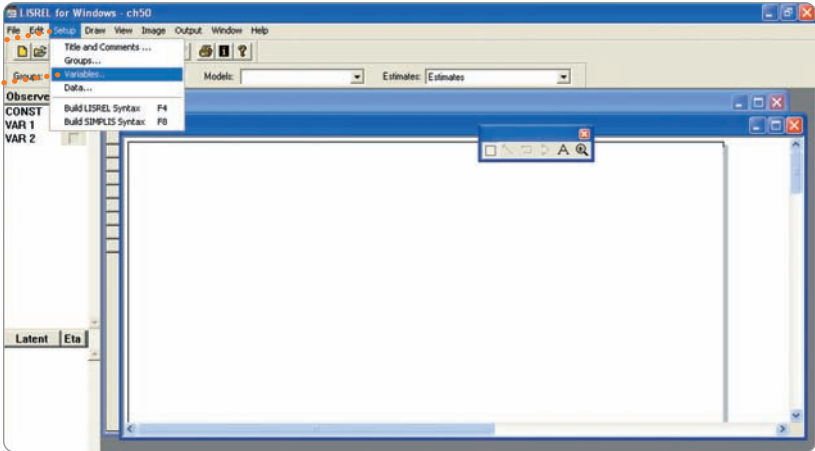 LISREL for Windows - ch50
File Edit Setup Draw View Image Output Window Help
Title and Comments ...
Groups...
Variables..
Data...
Build LISREL Syntax F4
Build SIMPLIS Syntax F8
Groups: Models: Estimates: Estimates
Observe
CONST
VAR 1
VAR 2
A
Latent Eta